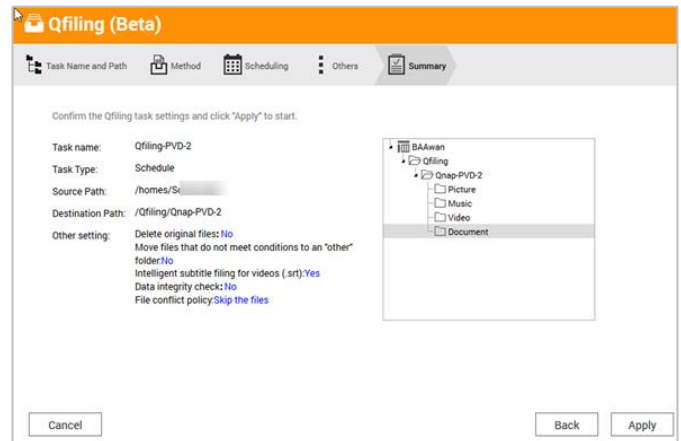 Qfiling (Beta)
Task Name and Path
Method
Scheduling
Others
Summary
Confirm the Qfiling task settings and click "Apply" to start.
Task name: Qfiling-PVD-2
Task Type: Schedule
Source Path: /homes/
Destination Path: /Qfiling/Qnap-PVD-2
Other setting: Delete original files: No
Move files that do not meet conditions to an "other"
folder:No
Intelligent subtitle filing for videos (.srt):Yes
Data integrity check: No
File conflict policy:Skip the files
BAAwan
Qfiling
Qnap-PVD-2
Picture
Music
Video
Document
Cancel
Back
Apply